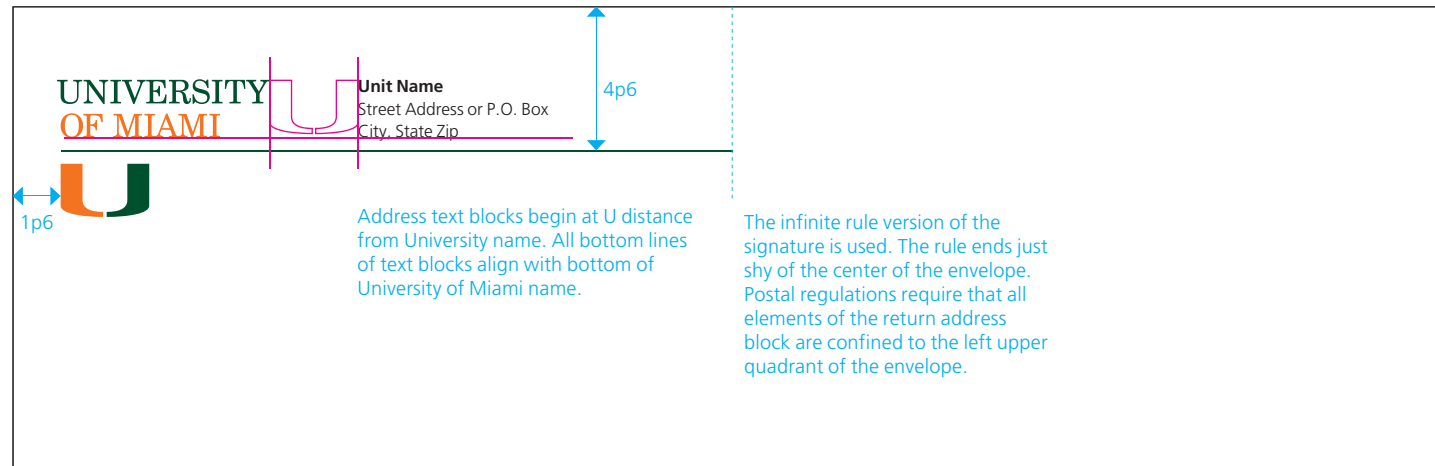 UNIVERSITY
OF MIAMI
Unit Name
Street Address or P.O. Box
City, State Zip
4p6
1p6
Address text blocks begin at U distance
from University name. All bottom lines
of text blocks align with bottom of
University of Miami name.
The infinite rule version of the
signature is used. The rule ends just
shy of the center of the envelope.
Postal regulations require that all
elements of the return address
block are confined to the left upper
quadrant of the envelope.